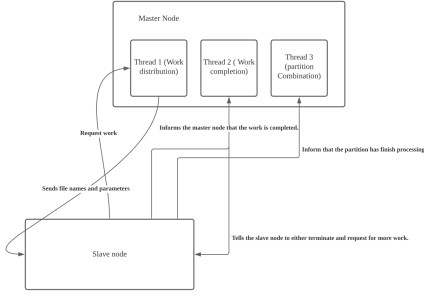 Master Node
Thread 1 (Work
distribution)
Thread 2 ( Work
completion)
Thread 3
(partition
Combination)
Request work
Informs the master node that the work is completed.
Inform that the partition has finish processing
Sends file names and parameters
Tells the slave node to either terminate and request for more work.
Slave node